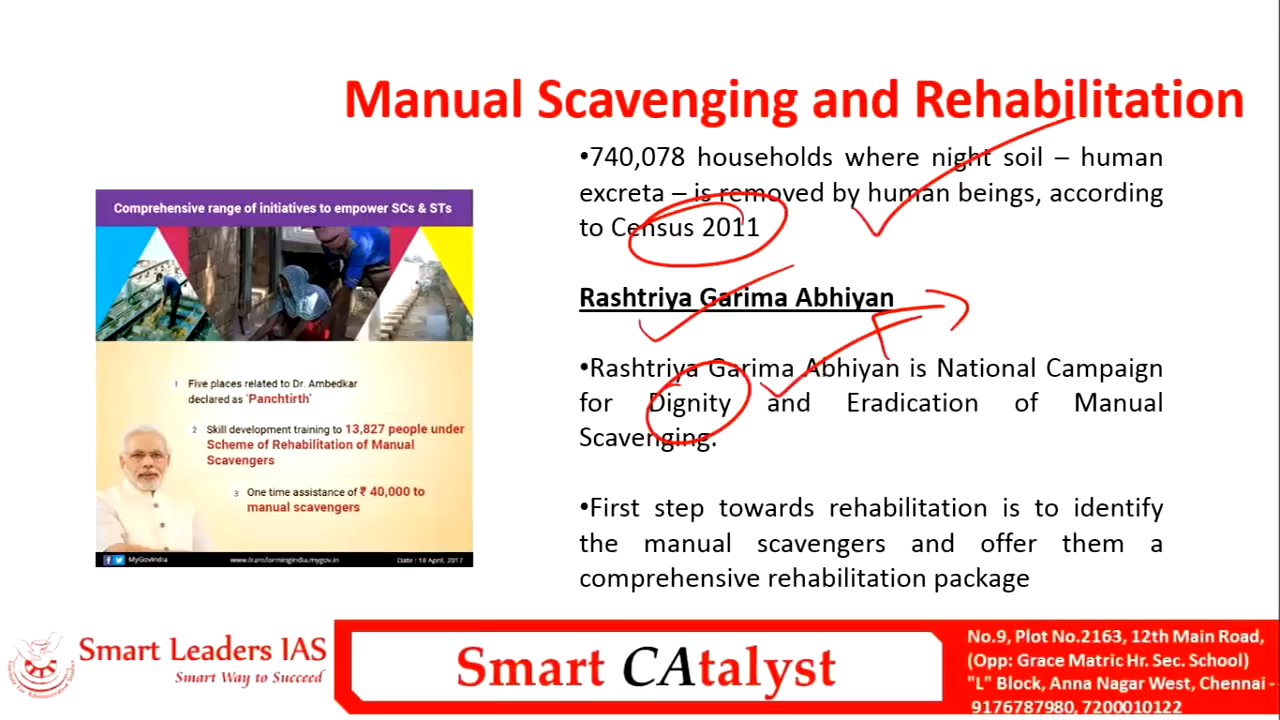 Manual Scavenging and Rehabilitation
•740,078 households where night soil – human
excreta – is removed by human beings, according
to Census 2011
Rashtriya Garima Abhiyan
•Rashtriya Garima Abhiyan is National Campaign
for Dignity and Eradication of Manual
Scavenging.
•First step towards rehabilitation is to identify
the manual scavengers and offer them a
comprehensive rehabilitation package
Comprehensive range of initiatives to empower SCs & STs
1 Five places related to Dr. Ambedkar
declared as 'Panchtirth'
2 Skill development training to 13,827 people under
Scheme of Rehabilitation of Manual
Scavengers
3 One time assistance of ₹ 40,000 to
manual scavengers
MyGovIndia www.transformingindia.mygov.in Date : 18 April, 2017
Smart Leaders IAS
Smart Way to Succeed
Smart CAtalyst
No.9, Plot No.2163, 12th Main Road,
(Opp: Grace Matric Hr. Sec. School)
"L" Block, Anna Nagar West, Chennai -
9176787980, 7200010122